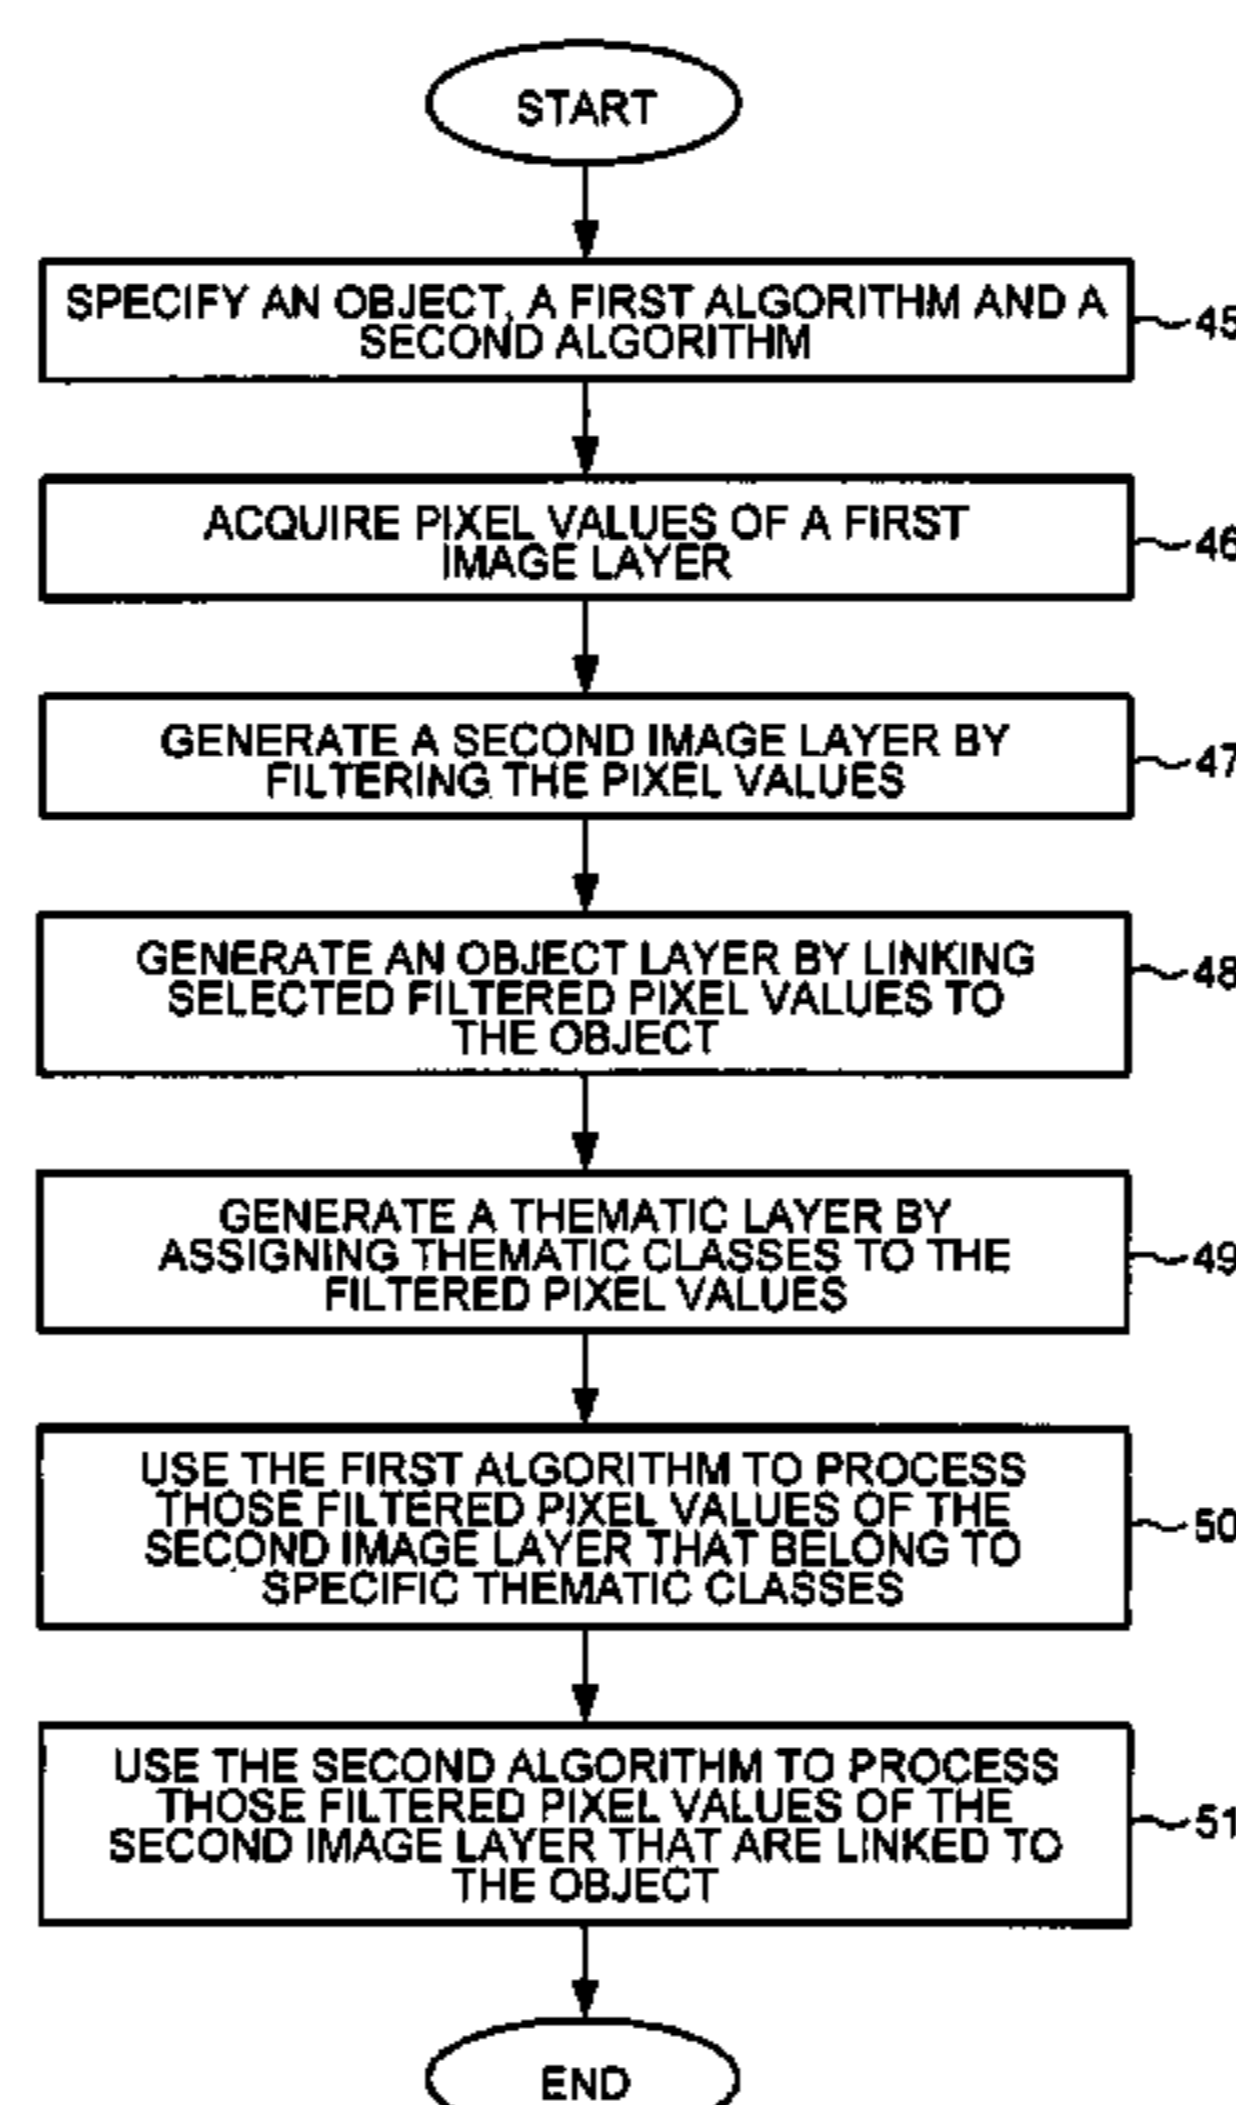 START
SPECIFY AN OBJECT, A FIRST ALGORITHM AND A
SECOND ALGORITHM
45
ACQUIRE PIXEL VALUES OF A FIRST
IMAGE LAYER
46
GENERATE A SECOND IMAGE LAYER BY
FILTERING THE PIXEL VALUES
47
GENERATE AN OBJECT LAYER BY LINKING
SELECTED FILTERED PIXEL VALUES TO
THE OBJECT
48
GENERATE A THEMATIC LAYER BY
ASSIGNING THEMATIC CLASSES TO THE
FILTERED PIXEL VALUES
49
USE THE FIRST ALGORITHM TO PROCESS
THOSE FILTERED PIXEL VALUES OF THE
SECOND IMAGE LAYER THAT BELONG TO
SPECIFIC THEMATIC CLASSES
50
USE THE SECOND ALGORITHM TO PROCESS
THOSE FILTERED PIXEL VALUES OF THE
SECOND IMAGE LAYER THAT ARE LINKED TO
THE OBJECT
51
END